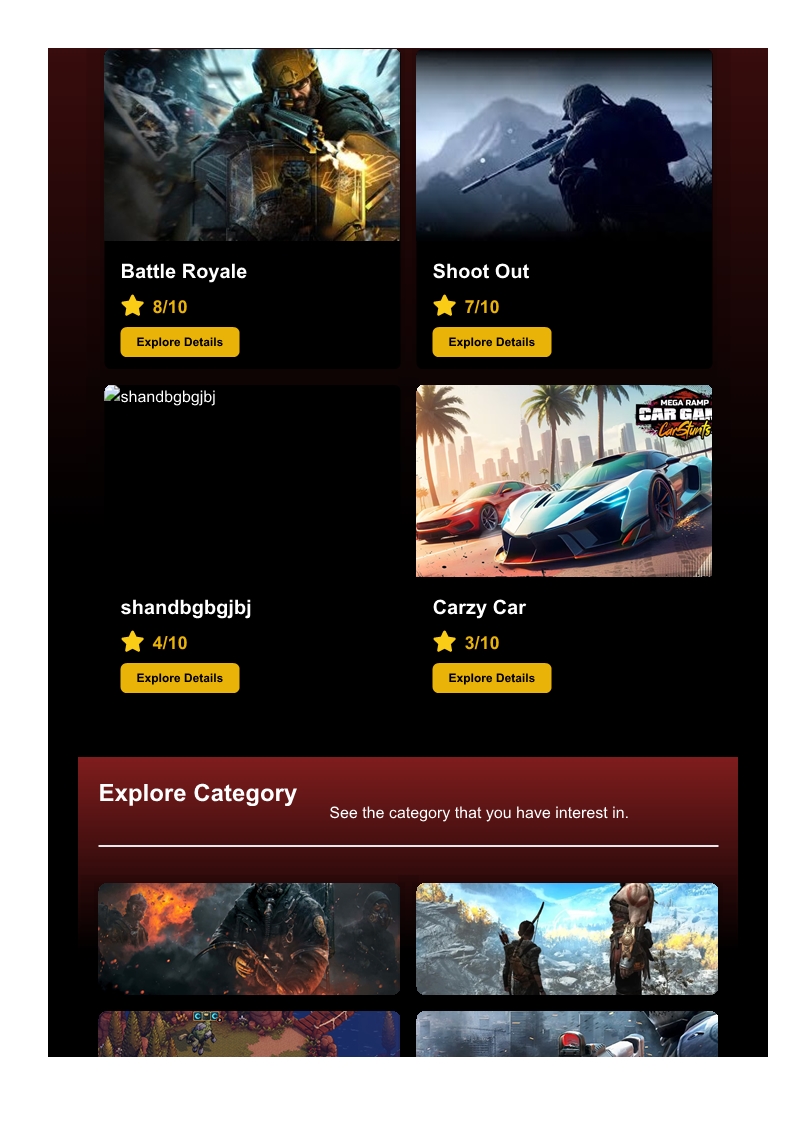 Battle Royale
8/10
Explore Details
Shoot Out
7/10
Explore Details
shandbgbgjbj
shandbgbgjbj
4/10
Explore Details
MEGA RAMP
CAR GA
Car Stunts
Carzy Car
3/10
Explore Details
Explore Category
See the category that you have interest in.